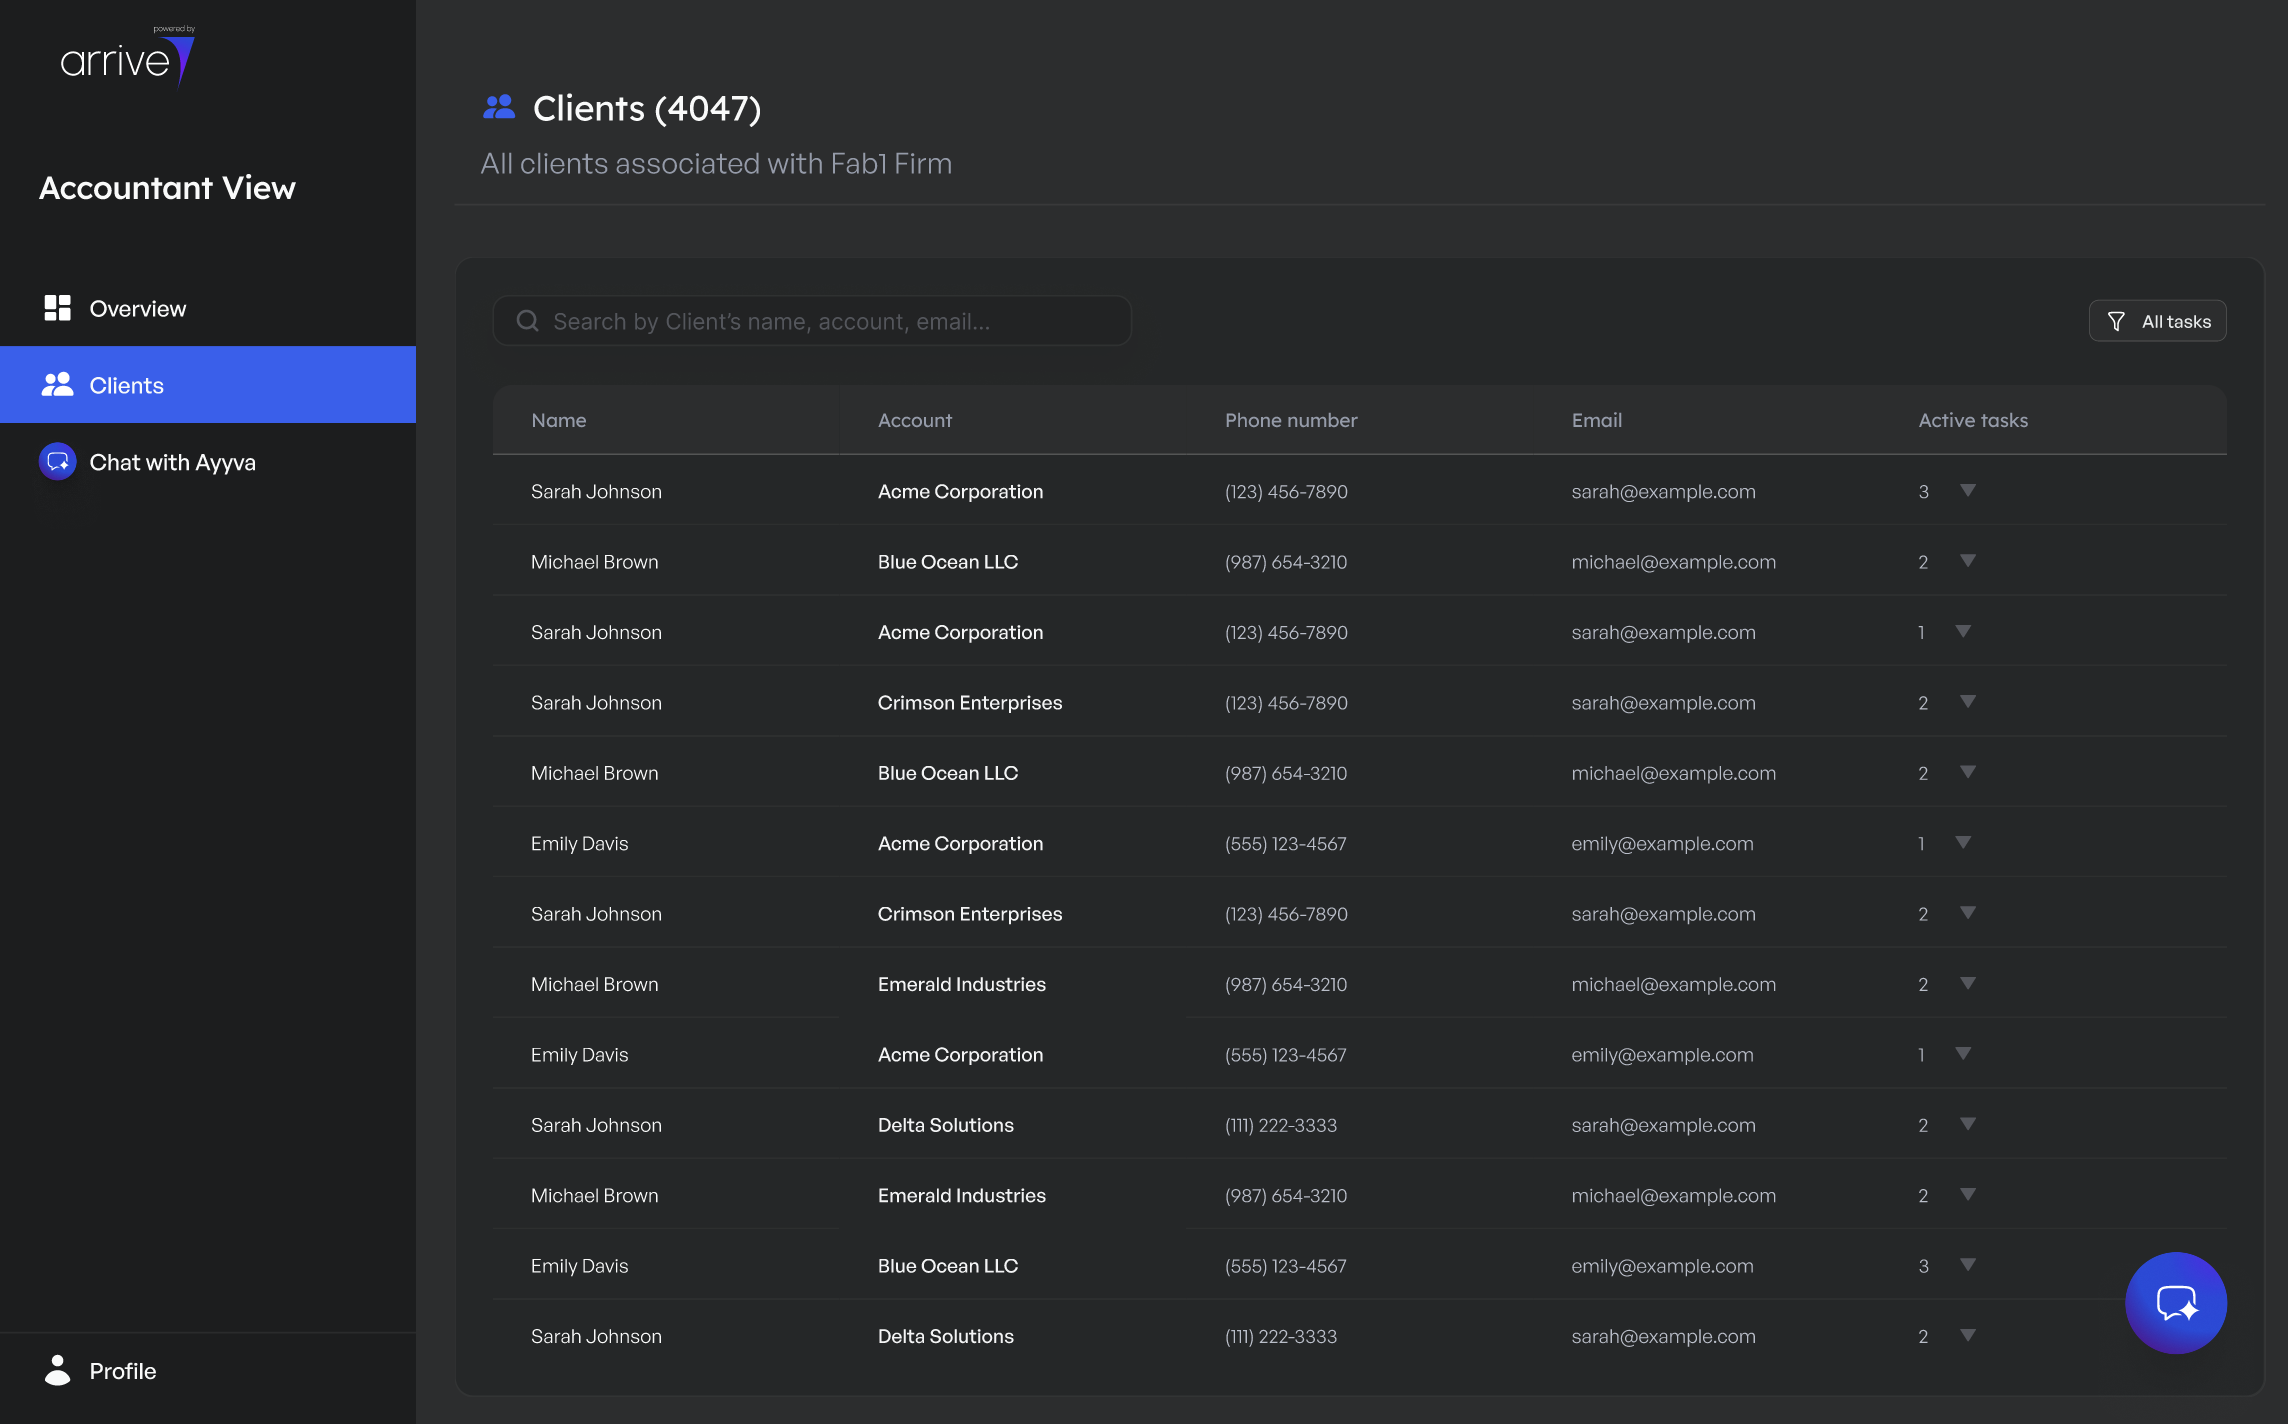 powered by
arrive
Accountant View
Overview
Clients
Chat with Ayyva
Profile
Clients (4047)
All clients associated with Fab1 Firm
Search by Client's name, account, email...
All tasks
Name Account Phone number Email Active tasks
Sarah Johnson Acme Corporation (123) 456-7890 sarah@example.com 3
Michael Brown Blue Ocean LLC (987) 654-3210 michael@example.com 2
Sarah Johnson Acme Corporation (123) 456-7890 sarah@example.com 1
Sarah Johnson Crimson Enterprises (123) 456-7890 sarah@example.com 2
Michael Brown Blue Ocean LLC (987) 654-3210 michael@example.com 2
Emily Davis Acme Corporation (555) 123-4567 emily@example.com 1
Sarah Johnson Crimson Enterprises (123) 456-7890 sarah@example.com 2
Michael Brown Emerald Industries (987) 654-3210 michael@example.com 2
Emily Davis Acme Corporation (555) 123-4567 emily@example.com 1
Sarah Johnson Delta Solutions (111) 222-3333 sarah@example.com 2
Michael Brown Emerald Industries (987) 654-3210 michael@example.com 2
Emily Davis Blue Ocean LLC (555) 123-4567 emily@example.com 3
Sarah Johnson Delta Solutions (111) 222-3333 sarah@example.com 2